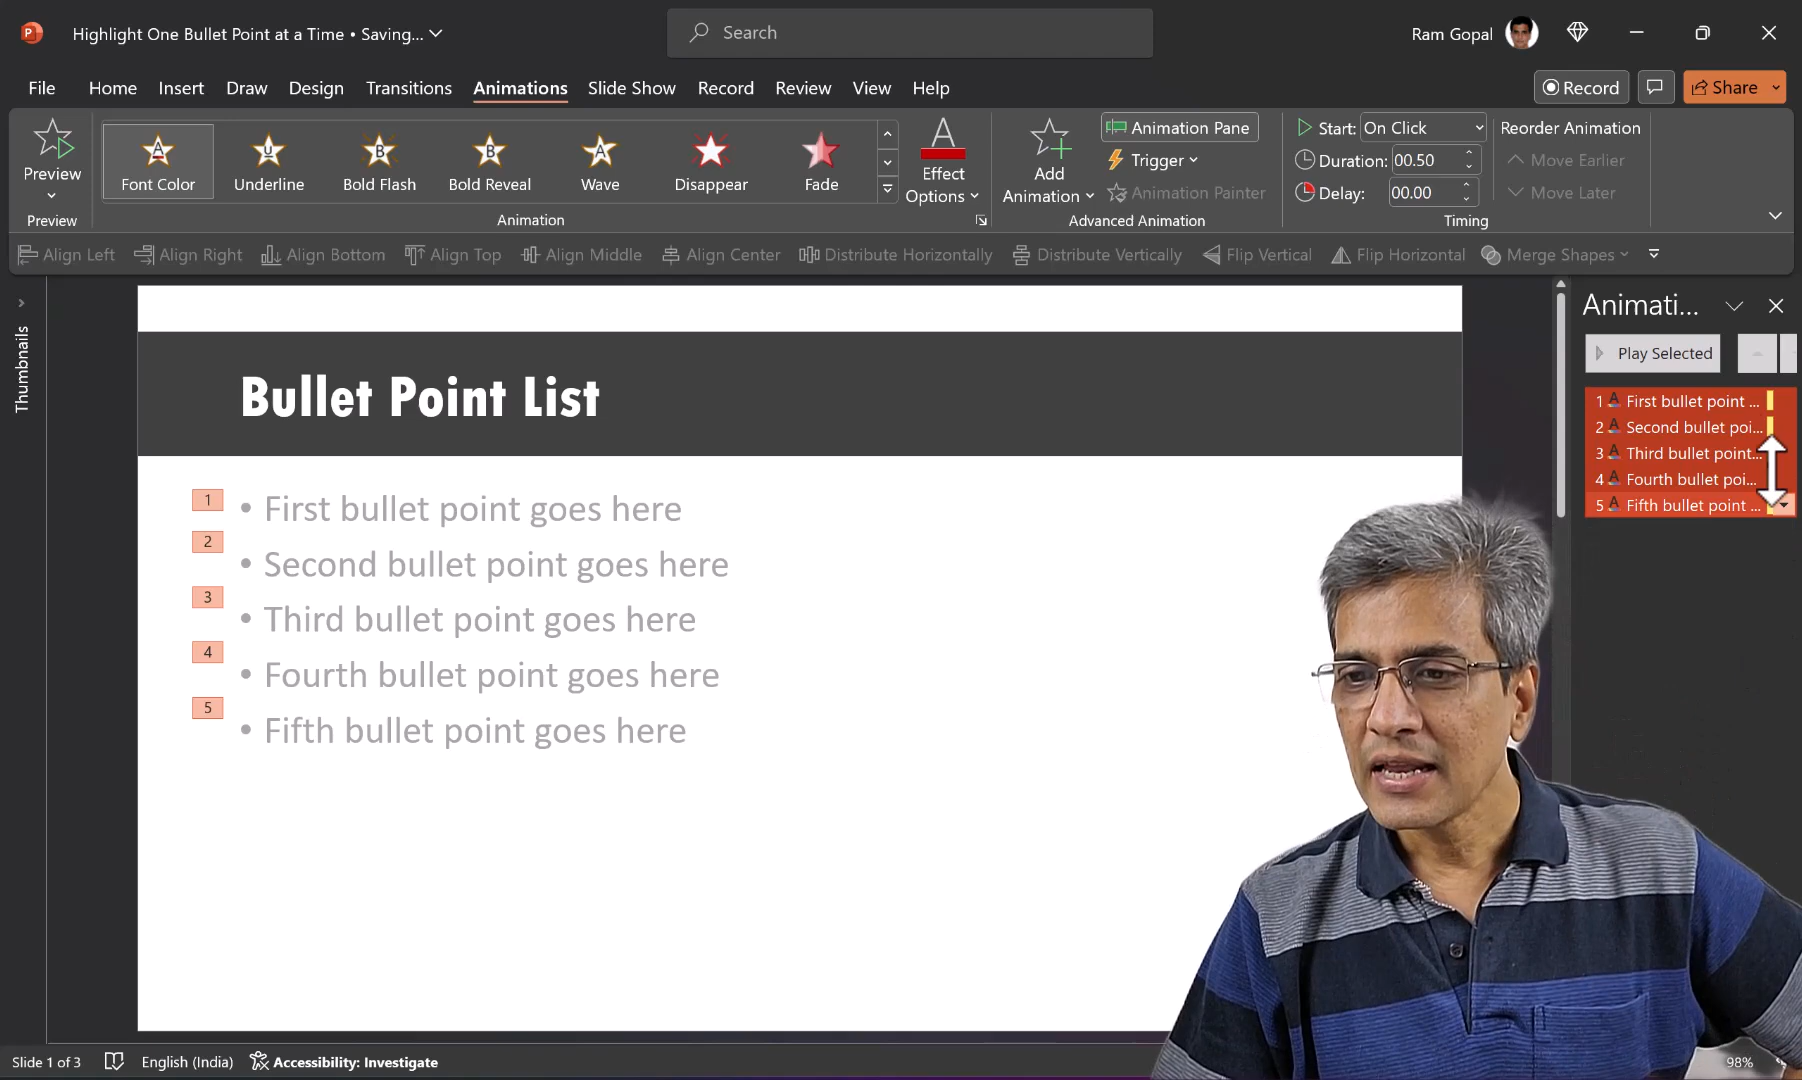 Highlight One Bullet Point at a Time • Saving...
Search
Ram Gopal
File Home Insert Draw Design Transitions Animations Slide Show Record Review View Help
Record
Share
Preview
Preview
Font Color
Underline
Bold Flash
Bold Reveal
Wave
Disappear
Fade
Animation
Effect Options
Add Animation
Animation Pane
Trigger
Animation Painter
Advanced Animation
Start: On Click
Duration: 00.50
Delay: 00.00
Timing
Reorder Animation
Move Earlier
Move Later
Align Left Align Right Align Bottom Align Top Align Middle Align Center Distribute Horizontally Distribute Vertically Flip Vertical Flip Horizontal Merge Shapes
Thumbnails
Bullet Point List
1 • First bullet point goes here
2 • Second bullet point goes here
3 • Third bullet point goes here
4 • Fourth bullet point goes here
5 • Fifth bullet point goes here
Animati...
Play Selected
1 First bullet point ...
2 Second bullet poi...
3 Third bullet point...
4 Fourth bullet poi...
5 Fifth bullet point ...
Slide 1 of 3 English (India) Accessibility: Investigate 98%